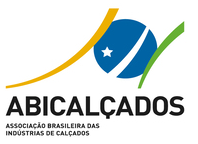 ABICALÇADOS
ASSOCIAÇÃO BRASILEIRA DAS
INDÚSTRIAS DE CALÇADOS